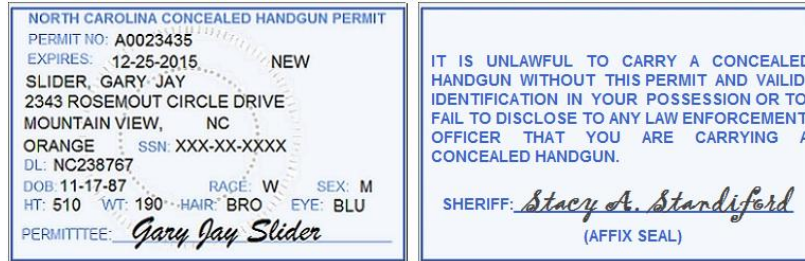 NORTH CAROLINA CONCEALED HANDGUN PERMIT
PERMIT NO: A0023435
EXPIRES: 12-25-2015 NEW
SLIDER, GARY JAY
2343 ROSEMOUT CIRCLE DRIVE
MOUNTAIN VIEW, NC
ORANGE SSN: XXX-XX-XXXX
DL: NC238767
DOB: 11-17-87 RACE: W SEX: M
HT: 510 WT: 190 HAIR: BRO EYE: BLU
PERMITTTEE: Gary Jay Slider
IT IS UNLAWFUL TO CARRY A CONCEALED
HANDGUN WITHOUT THIS PERMIT AND VAILID
IDENTIFICATION IN YOUR POSSESSION OR TO
FAIL TO DISCLOSE TO ANY LAW ENFORCEMENT
OFFICER THAT YOU ARE CARRYING A
CONCEALED HANDGUN.
SHERIFF: Stacy A. Standiford
(AFFIX SEAL)